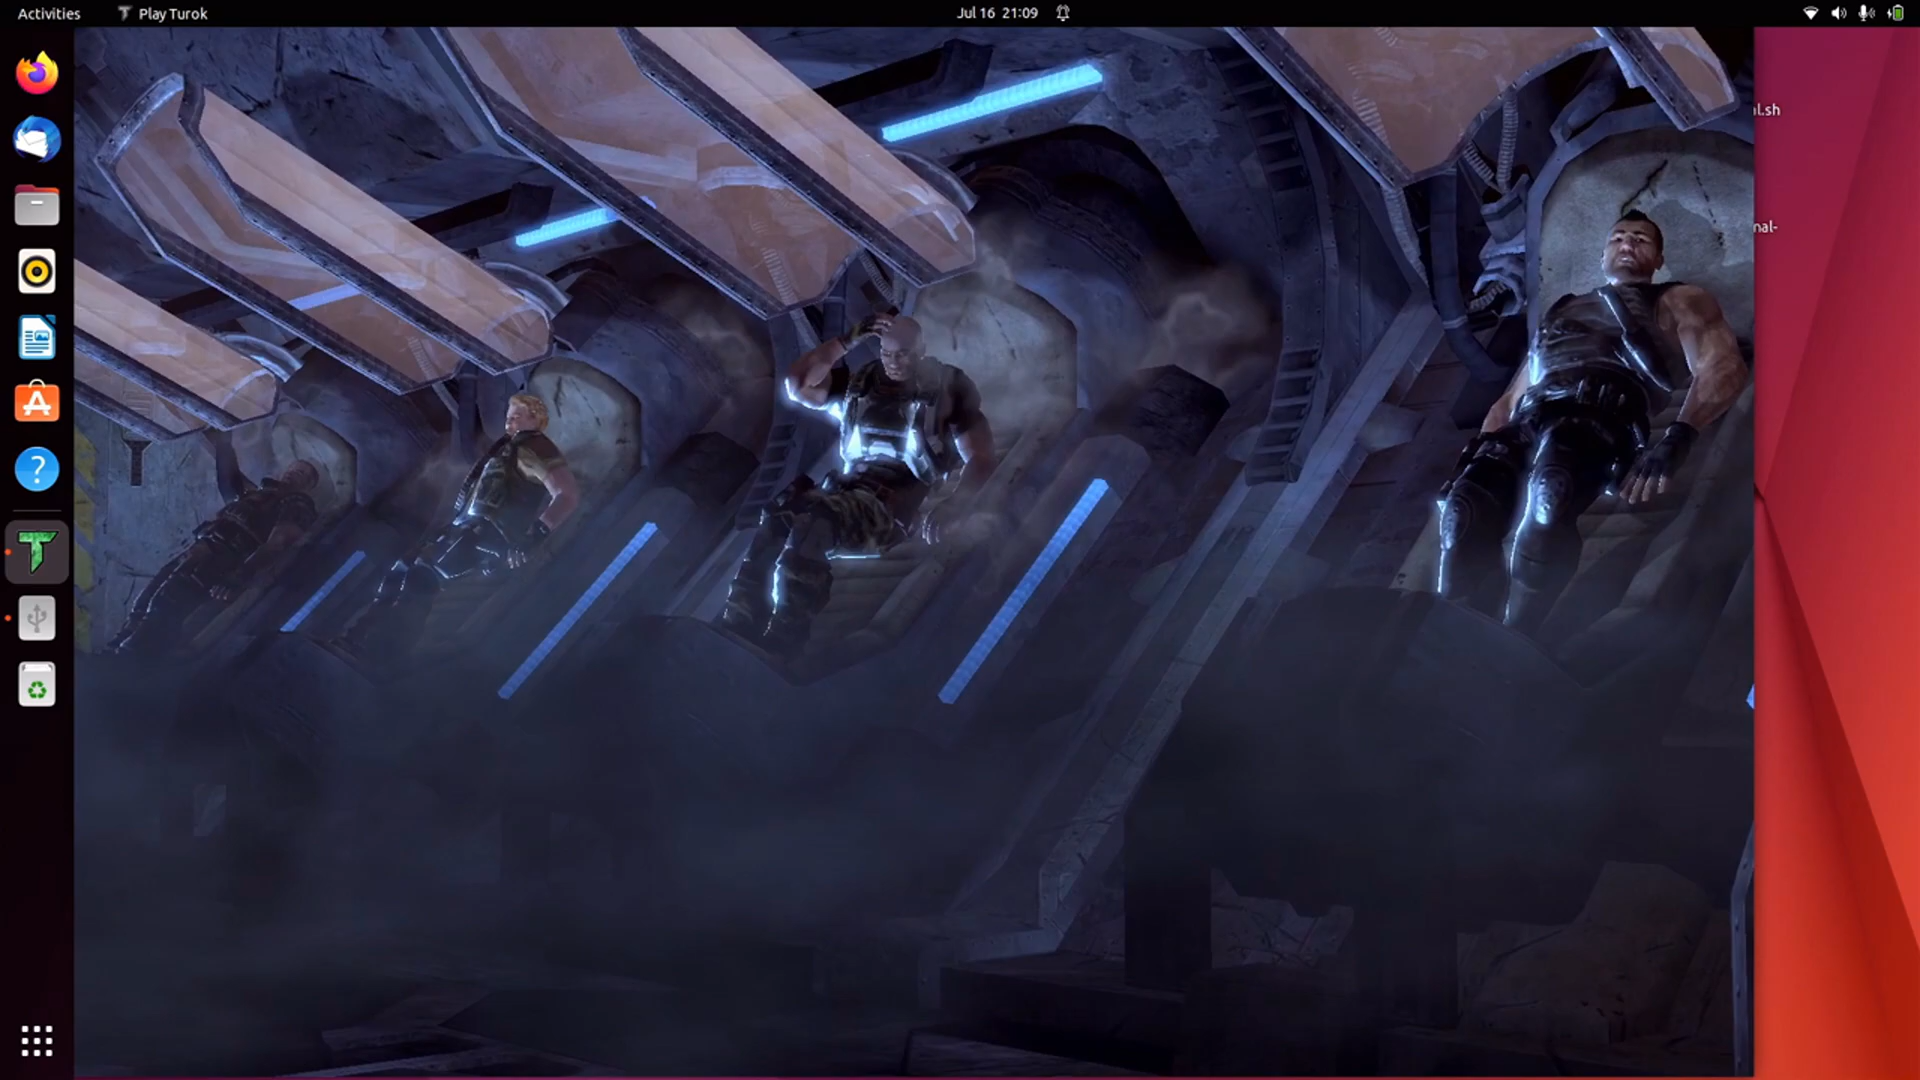 Activities
Play Turok
Jul 16 21:09
l.sh
nal-